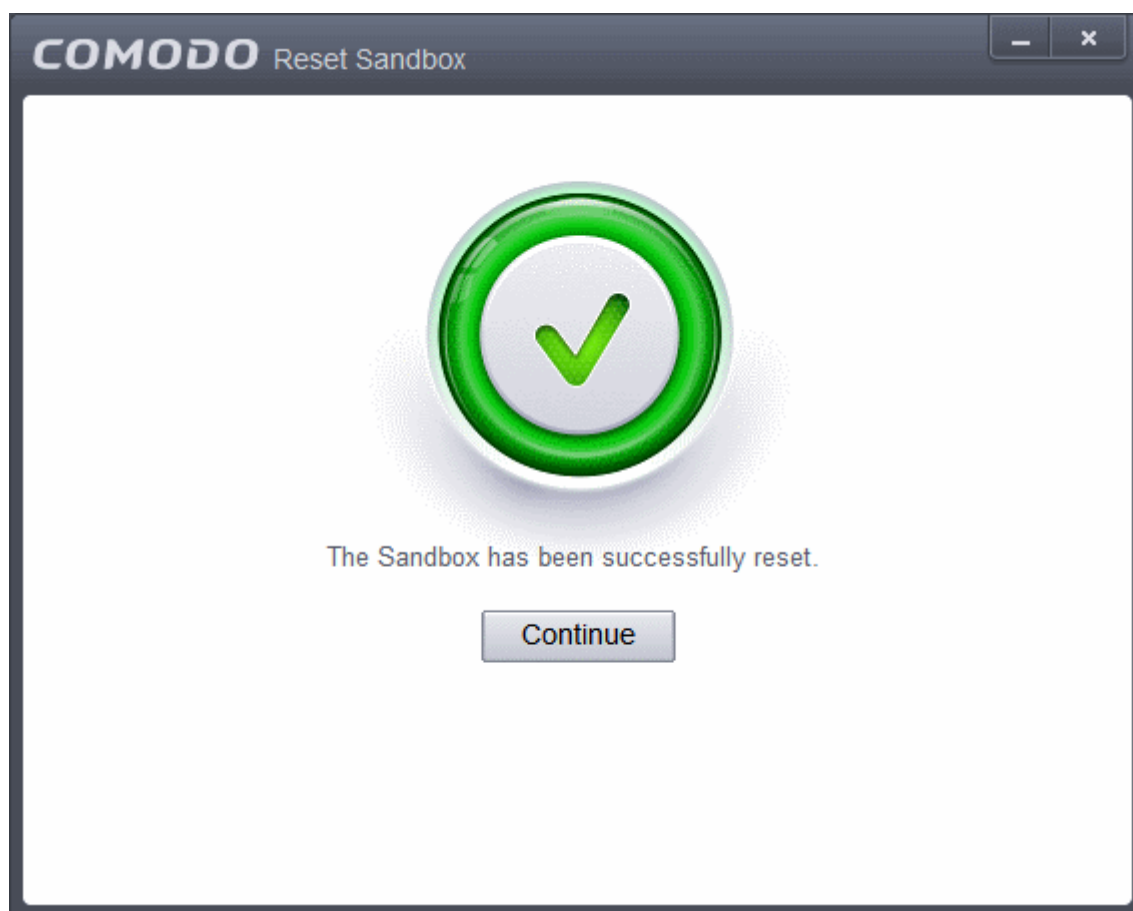 COMODO Reset Sandbox
The Sandbox has been successfully reset.
Continue